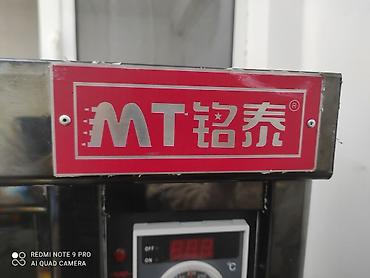 MT铭泰®
OFF
ON
°C
REDMI NOTE 9 PRO
AI QUAD CAMERA